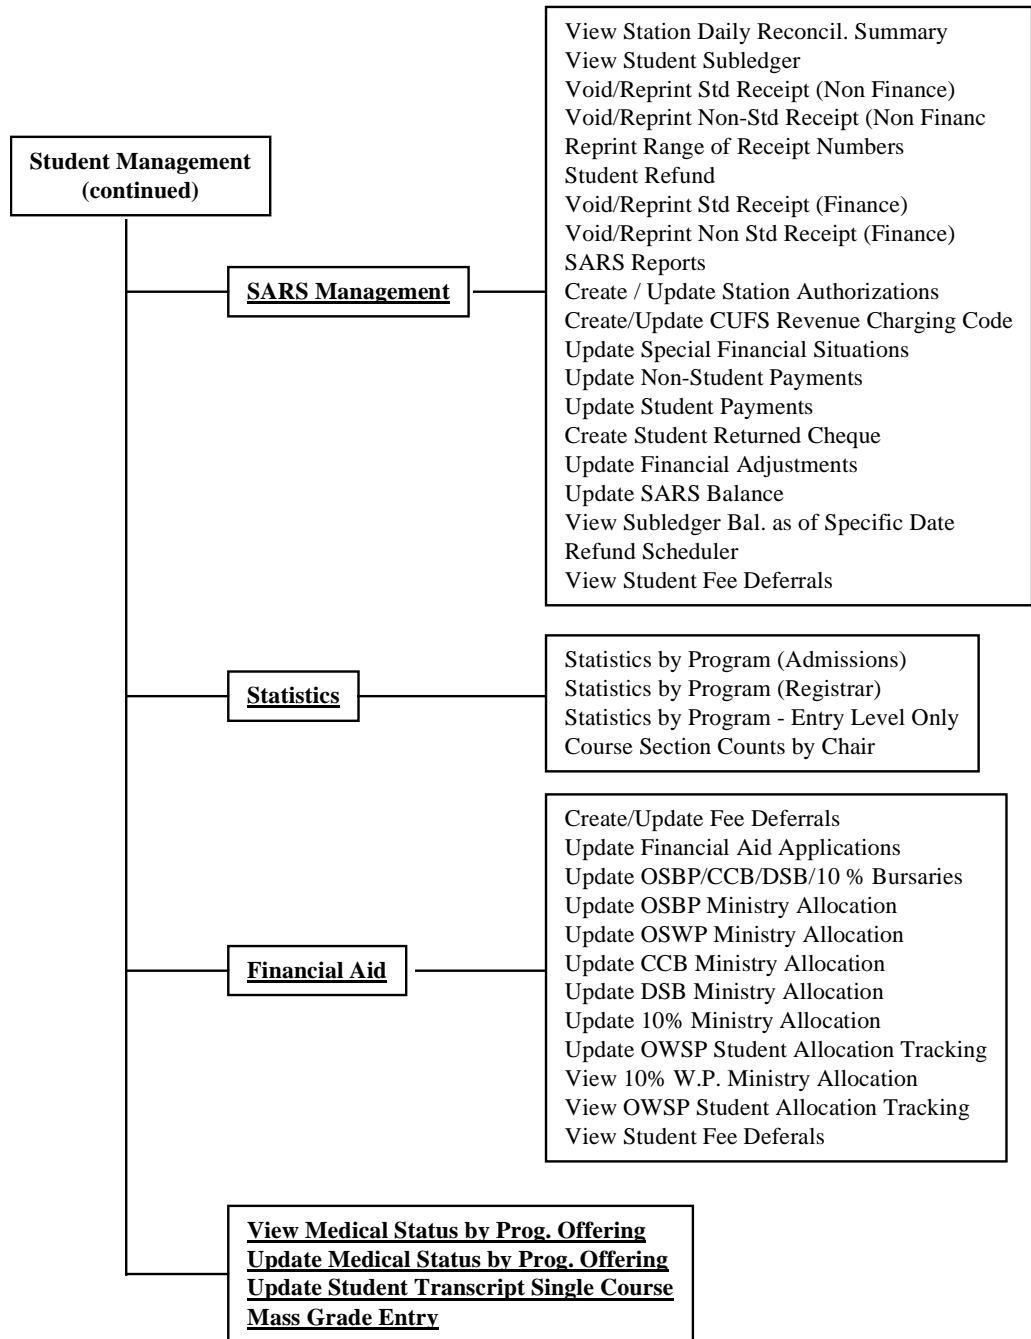 Student Management
(continued)
SARS Management
View Station Daily Reconcil. Summary
View Student Subledger
Void/Reprint Std Receipt (Non Finance)
Void/Reprint Non-Std Receipt (Non Financ
Reprint Range of Receipt Numbers
Student Refund
Void/Reprint Std Receipt (Finance)
Void/Reprint Non Std Receipt (Finance)
SARS Reports
Create / Update Station Authorizations
Create/Update CUFS Revenue Charging Code
Update Special Financial Situations
Update Non-Student Payments
Update Student Payments
Create Student Returned Cheque
Update Financial Adjustments
Update SARS Balance
View Subledger Bal. as of Specific Date
Refund Scheduler
View Student Fee Deferrals
Statistics
Statistics by Program (Admissions)
Statistics by Program (Registrar)
Statistics by Program - Entry Level Only
Course Section Counts by Chair
Financial Aid
Create/Update Fee Deferrals
Update Financial Aid Applications
Update OSBP/CCB/DSB/10 % Bursaries
Update OSBP Ministry Allocation
Update OSWP Ministry Allocation
Update CCB Ministry Allocation
Update DSB Ministry Allocation
Update 10% Ministry Allocation
Update OWSP Student Allocation Tracking
View 10% W.P. Ministry Allocation
View OWSP Student Allocation Tracking
View Student Fee Deferals
View Medical Status by Prog. Offering
Update Medical Status by Prog. Offering
Update Student Transcript Single Course
Mass Grade Entry